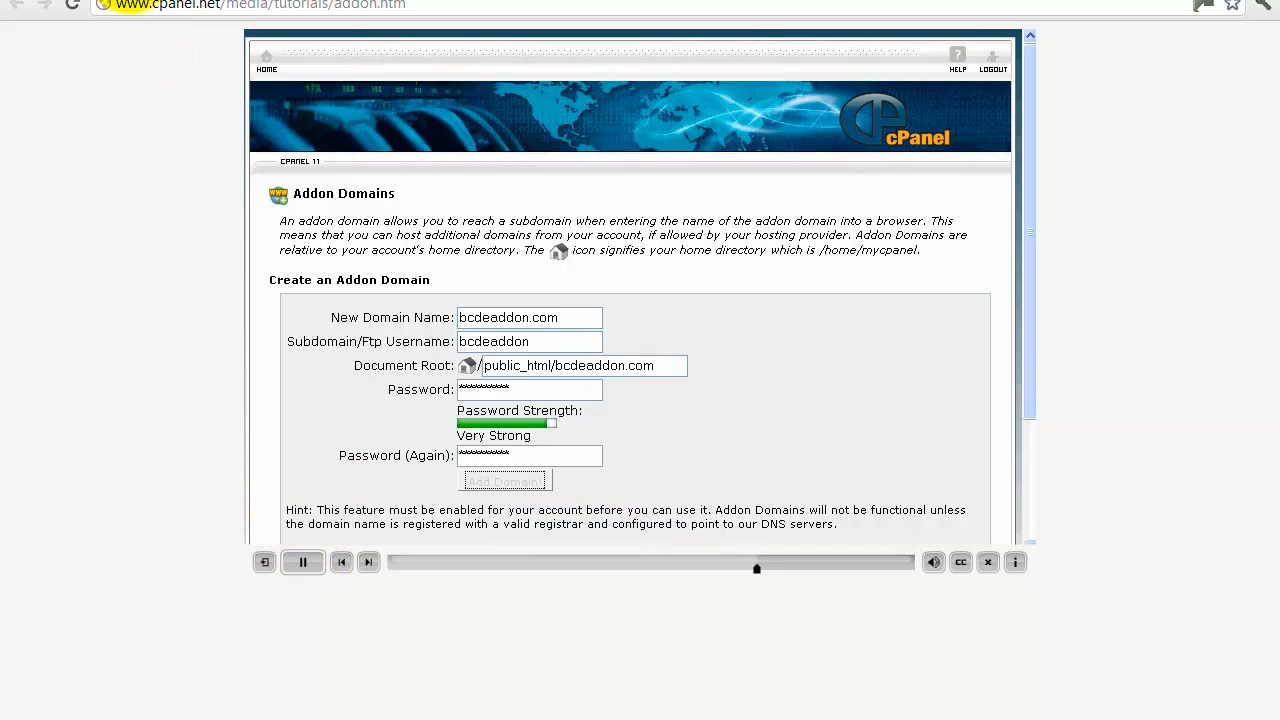 www.cpanel.net/media/tutorials/addon.htm
HOME
HELP
LOGOUT
cPanel
CPANEL 11
Addon Domains
An addon domain allows you to reach a subdomain when entering the name of the addon domain into a browser. This
means that you can host additional domains from your account, if allowed by your hosting provider. Addon Domains are
relative to your account's home directory. The icon signifies your home directory which is /home/mycpanel.
Create an Addon Domain
New Domain Name: bcdeaddon.com
Subdomain/Ftp Username: bcdeaddon
Document Root: / public_html/bcdeaddon.com
Password: **********
Password Strength:
Very Strong
Password (Again): **********
Add Domain!
Hint: This feature must be enabled for your account before you can use it. Addon Domains will not be functional unless
the domain name is registered with a valid registrar and configured to point to our DNS servers.
CC